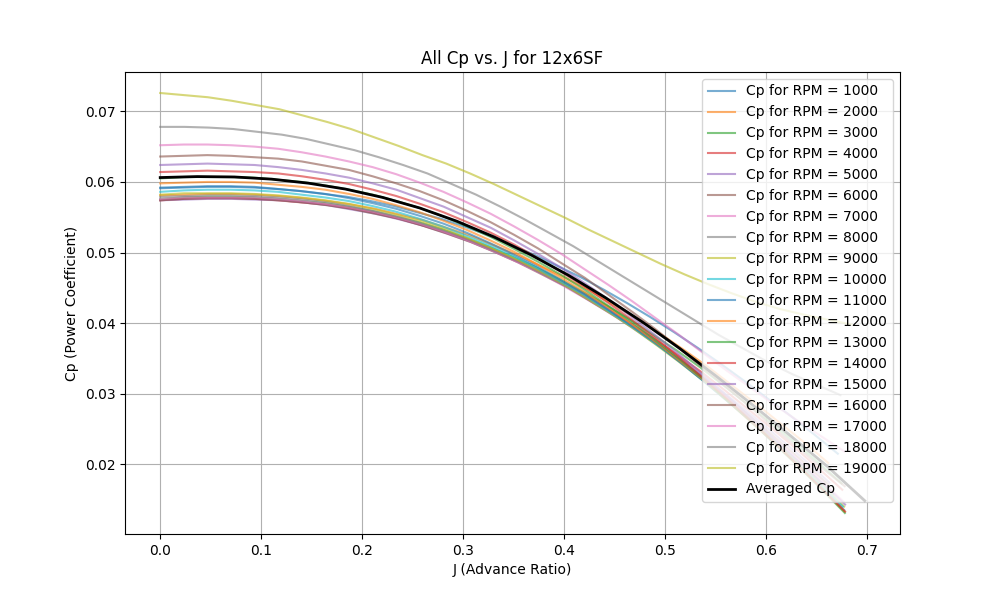 All Cp vs. J for 12x6SF
Cp (Power Coefficient)
0.07
0.06
0.05
0.04
0.03
0.02
0.0 0.1 0.2 0.3 0.4 0.5 0.6 0.7
J (Advance Ratio)
Cp for RPM = 1000
Cp for RPM = 2000
Cp for RPM = 3000
Cp for RPM = 4000
Cp for RPM = 5000
Cp for RPM = 6000
Cp for RPM = 7000
Cp for RPM = 8000
Cp for RPM = 9000
Cp for RPM = 10000
Cp for RPM = 11000
Cp for RPM = 12000
Cp for RPM = 13000
Cp for RPM = 14000
Cp for RPM = 15000
Cp for RPM = 16000
Cp for RPM = 17000
Cp for RPM = 18000
Cp for RPM = 19000
Averaged Cp